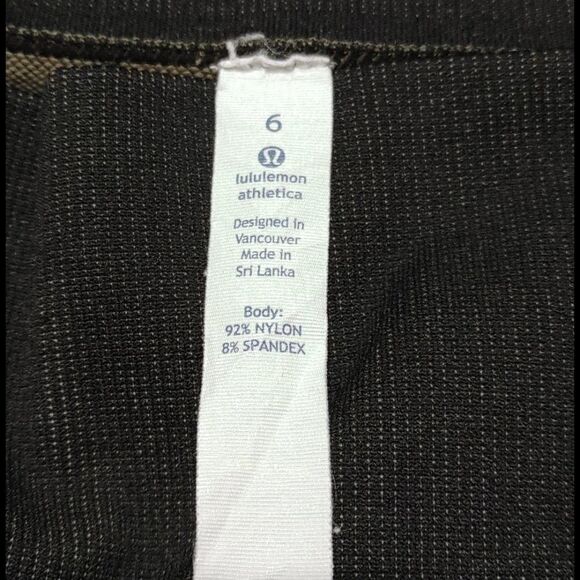 6
lululemon
athletica
Designed in
Vancouver
Made in
Sri Lanka
Body:
92% NYLON
8% SPANDEX